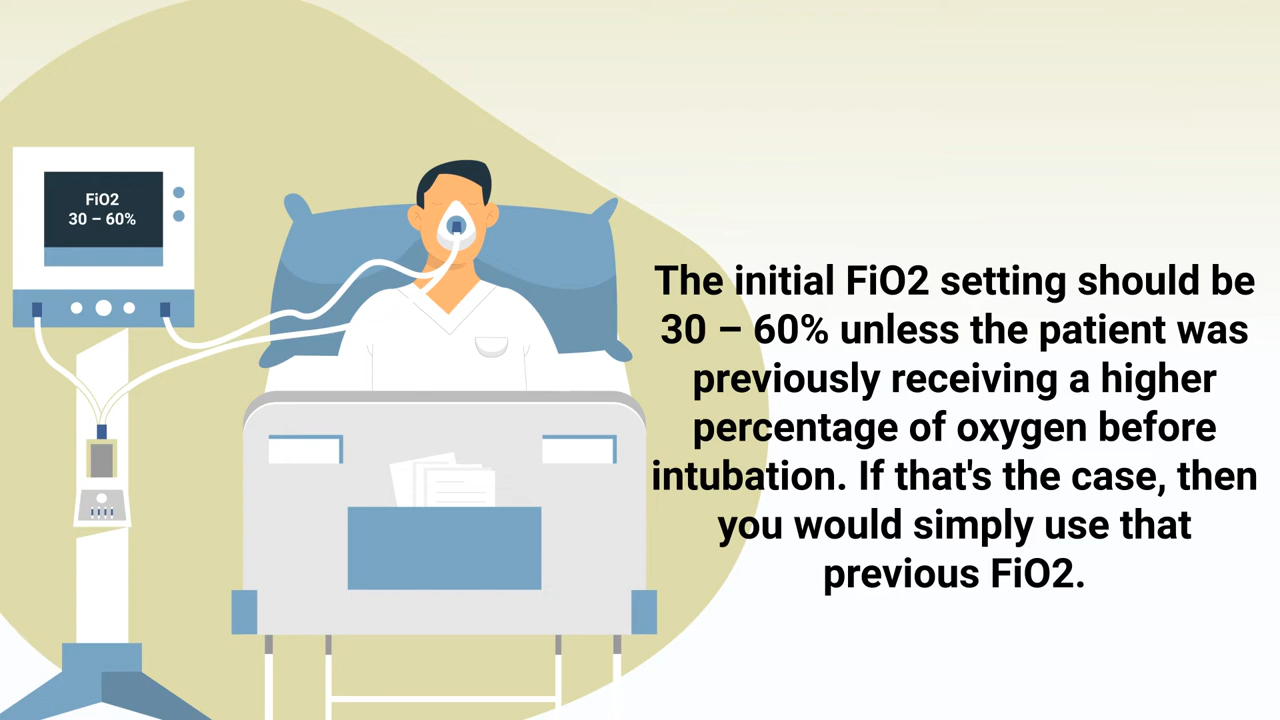 FiO2
30 – 60%
The initial FiO2 setting should be
30 – 60% unless the patient was
previously receiving a higher
percentage of oxygen before
intubation. If that's the case, then
you would simply use that
previous FiO2.